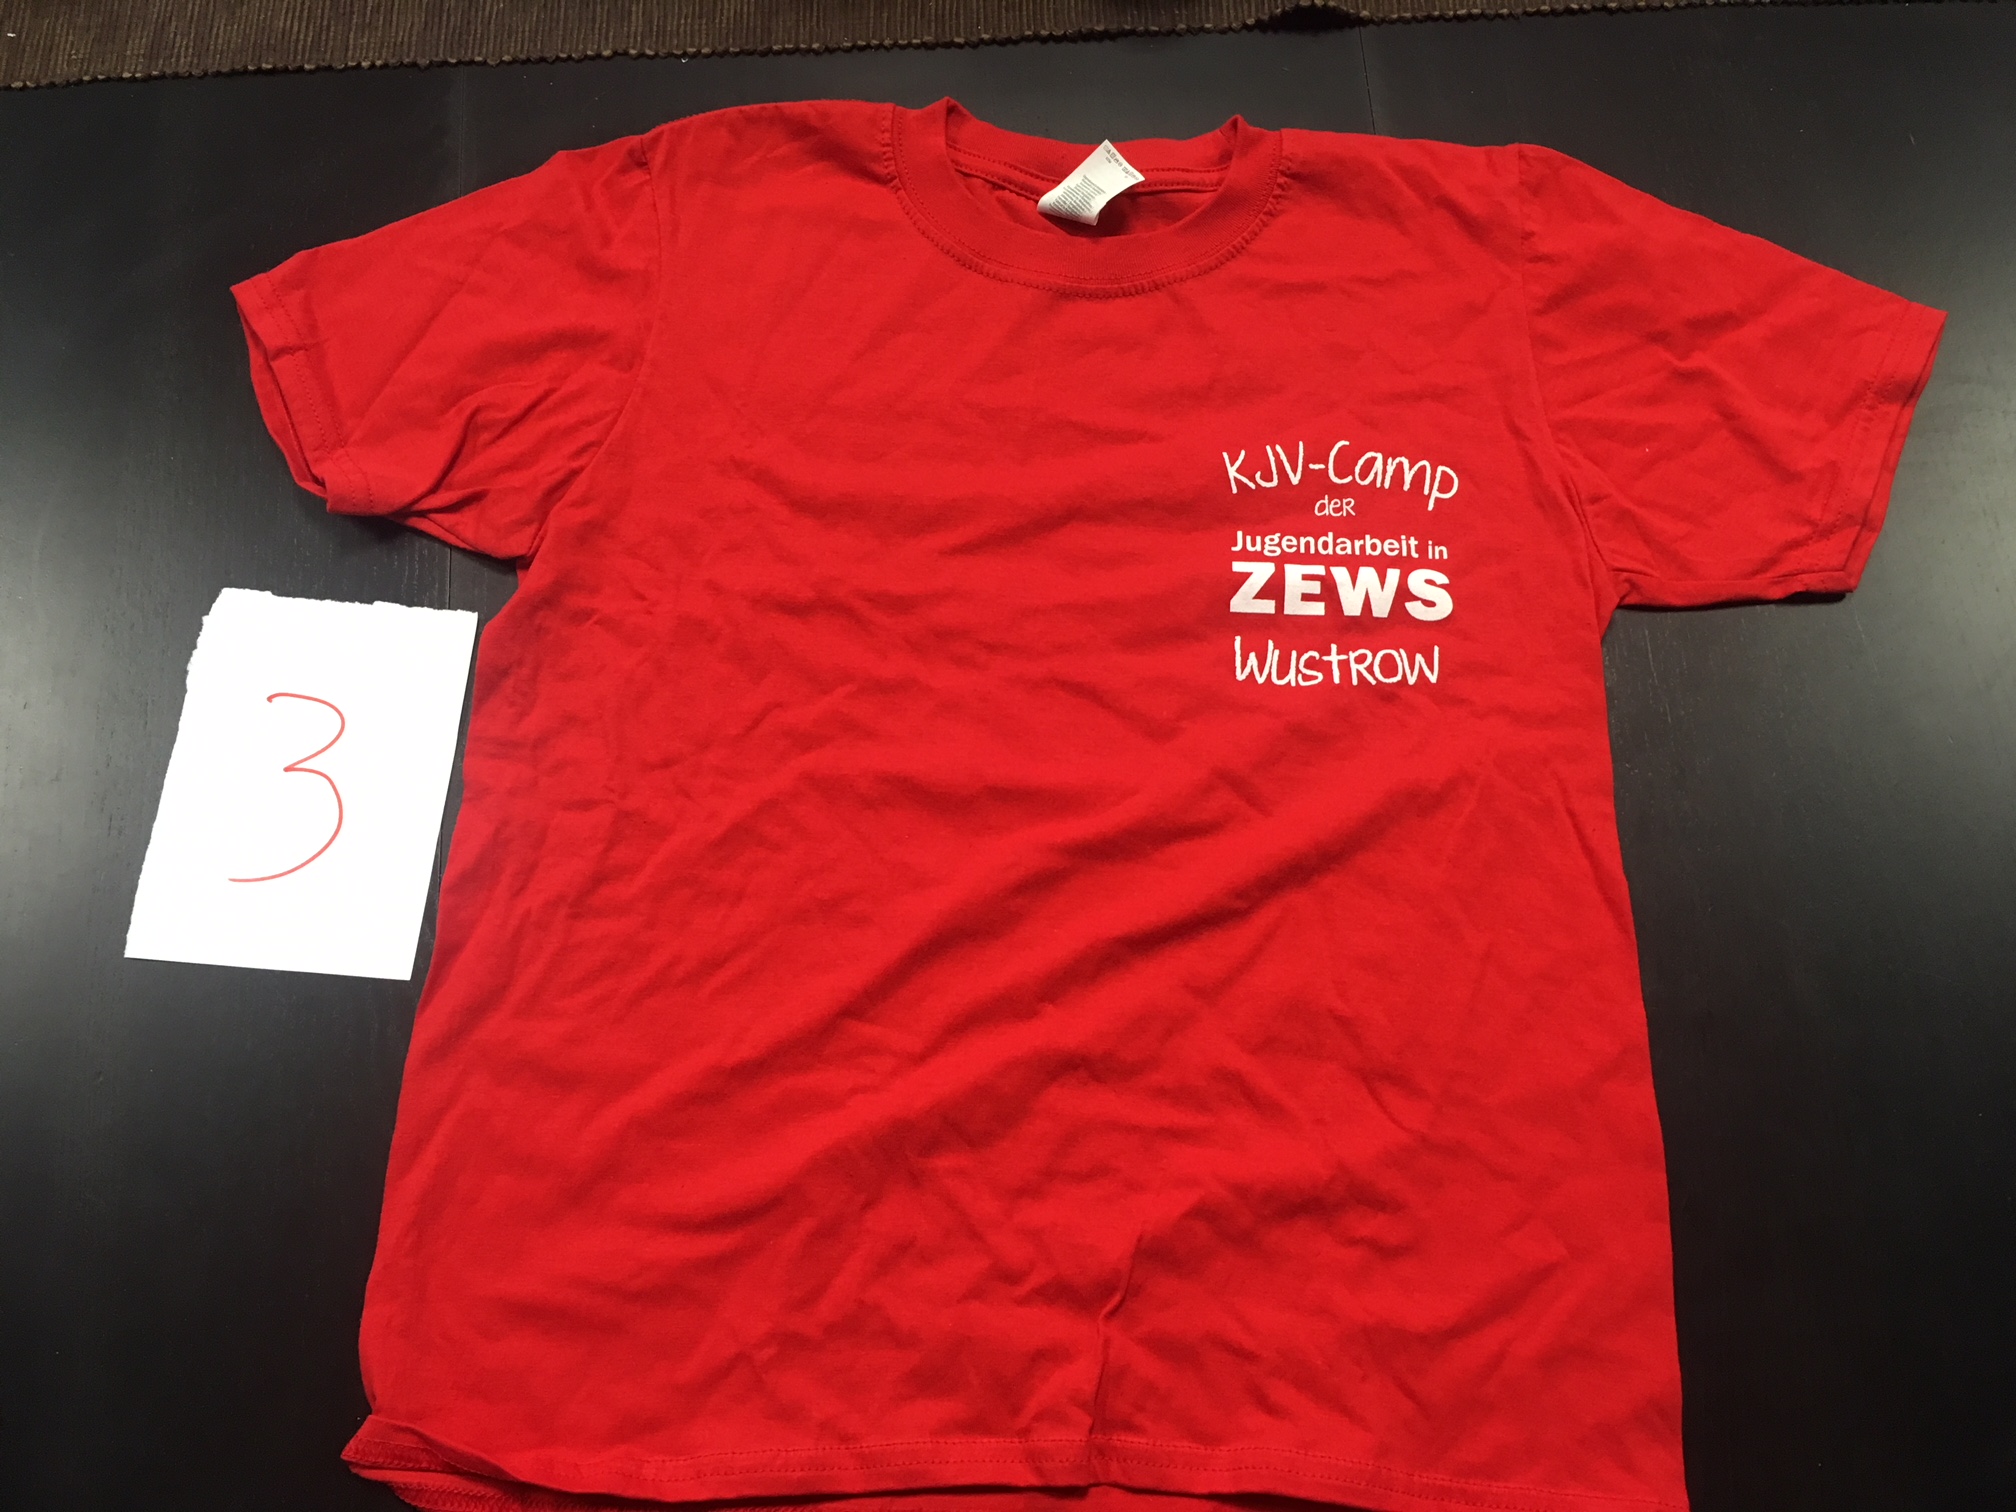 KJV-Camp
der
Jugendarbeit in
ZEWS
Wustrow
3